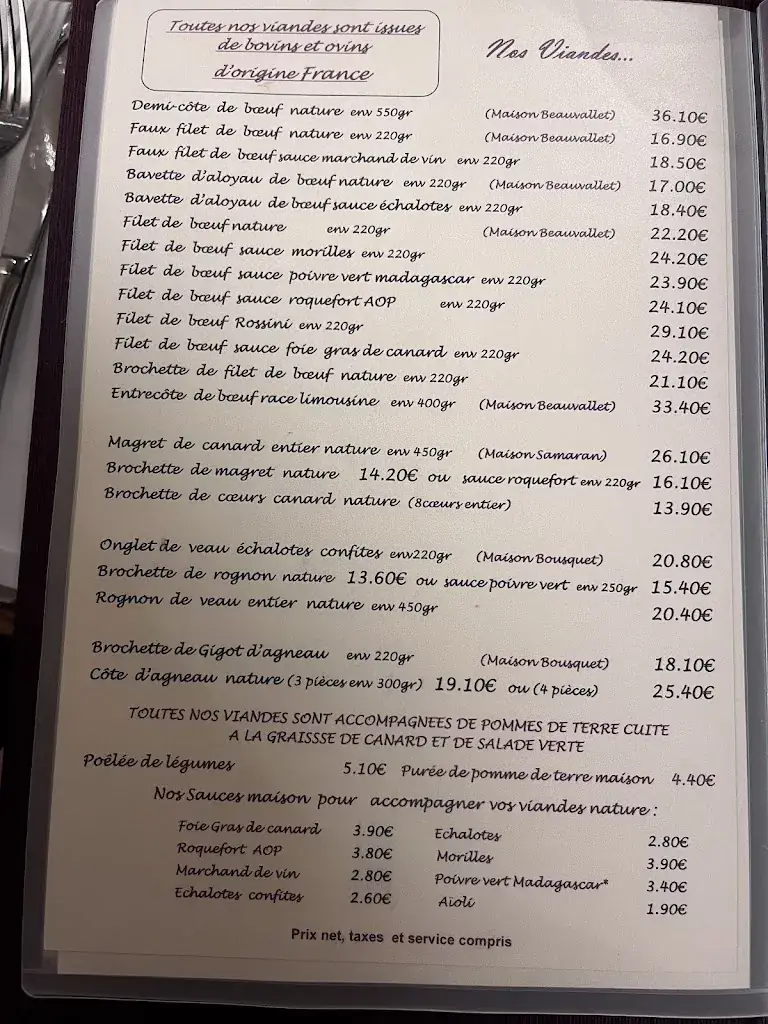 Toutes nos viandes sont issues
de bovins et ovins
d'origine France
Nos Viandes...
Demi-côte de bœuf nature env 550gr (Maison Beauvallet) 36.10€
Faux filet de bœuf nature env 220gr (Maison Beauvallet) 16.90€
Faux filet de bœuf sauce marchand de vin env 220gr 18.50€
Bavette d'aloyau de bœuf nature env 220gr (Maison Beauvallet) 17.00€
Bavette d'aloyau de bœuf sauce échalotes env 220gr 18.40€
Filet de bœuf nature env 220gr (Maison Beauvallet) 22.20€
Filet de bœuf sauce morilles env 220gr 24.20€
Filet de bœuf sauce poivre vert madagascar env 220gr 23.90€
Filet de bœuf sauce roquefort AOP env 220gr 24.10€
Filet de bœuf Rossini env 220gr 29.10€
Filet de bœuf sauce foie gras de canard env 220gr 24.20€
Brochette de filet de bœuf nature env 220gr 21.10€
Entrecôte de bœuf race limousine env 400gr (Maison Beauvallet) 33.40€
Magret de canard entier nature env 450gr (Maison Samaran) 26.10€
Brochette de magret nature 14.20€ ou sauce roquefort env 220gr 16.10€
Brochette de cœurs canard nature (8cœurs entier) 13.90€
Onglet de veau échalotes confites env220gr (Maison Bousquet) 20.80€
Brochette de rognon nature 13.60€ ou sauce poivre vert env 250gr 15.40€
Rognon de veau entier nature env 450gr 20.40€
Brochette de Gigot d'agneau env 220gr (Maison Bousquet) 18.10€
Côte d'agneau nature (3 pièces env 300gr) 19.10€ ou (4 pièces) 25.40€
TOUTES NOS VIANDES SONT ACCOMPAGNEES DE POMMES DE TERRE CUITE
A LA GRAISSSE DE CANARD ET DE SALADE VERTE
Poêlée de légumes 5.10€ Purée de pomme de terre maison 4.40€
Nos Sauces maison pour accompagner vos viandes nature :
Foie Gras de canard 3.90€ Echalotes 2.80€
Roquefort AOP 3.80€ Morilles 3.90€
Marchand de vin 2.80€ Poivre vert Madagascar* 3.40€
Echalotes confites 2.60€ Aïoli 1.90€
Prix net, taxes et service compris